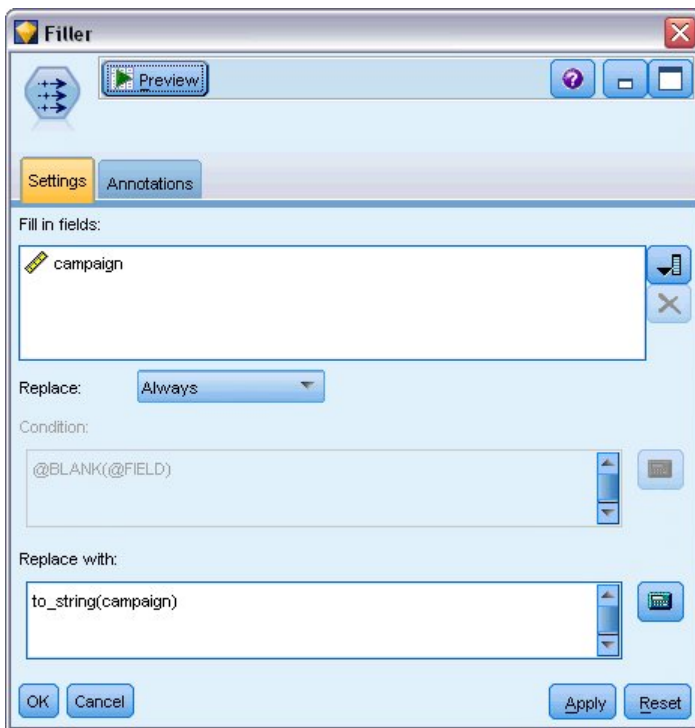 Filler
Preview
Settings Annotations
Fill in fields:
campaign
Replace: Always
Condition:
@BLANK(@FIELD)
Replace with:
to_string(campaign)
OK Cancel Apply Reset